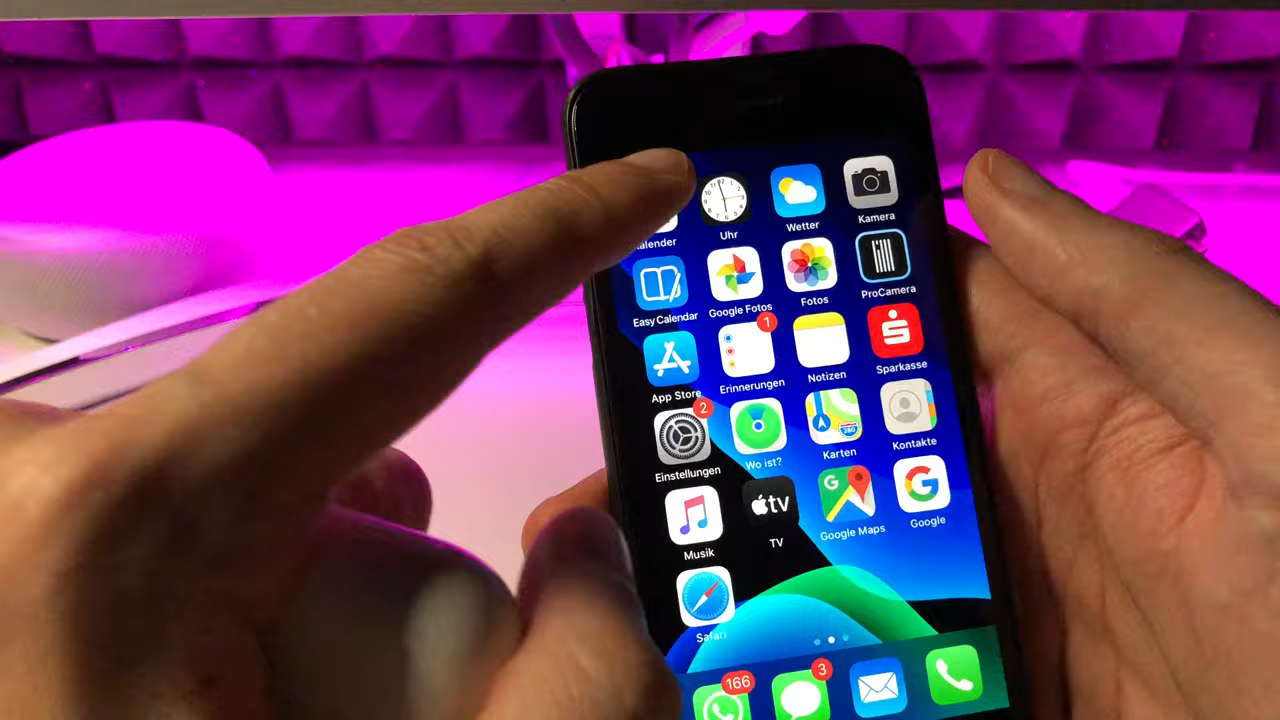 alender
Uhr
Wetter
Kamera
Easy Calendar
Google Fotos
Fotos
ProCamera
App Store
1
Erinnerungen
Notizen
Sparkasse
2
Einstellungen
Wo ist?
280
Karten
Kontakte
Musik
tv
TV
G
Google Maps
G
Google
Safari
166
3